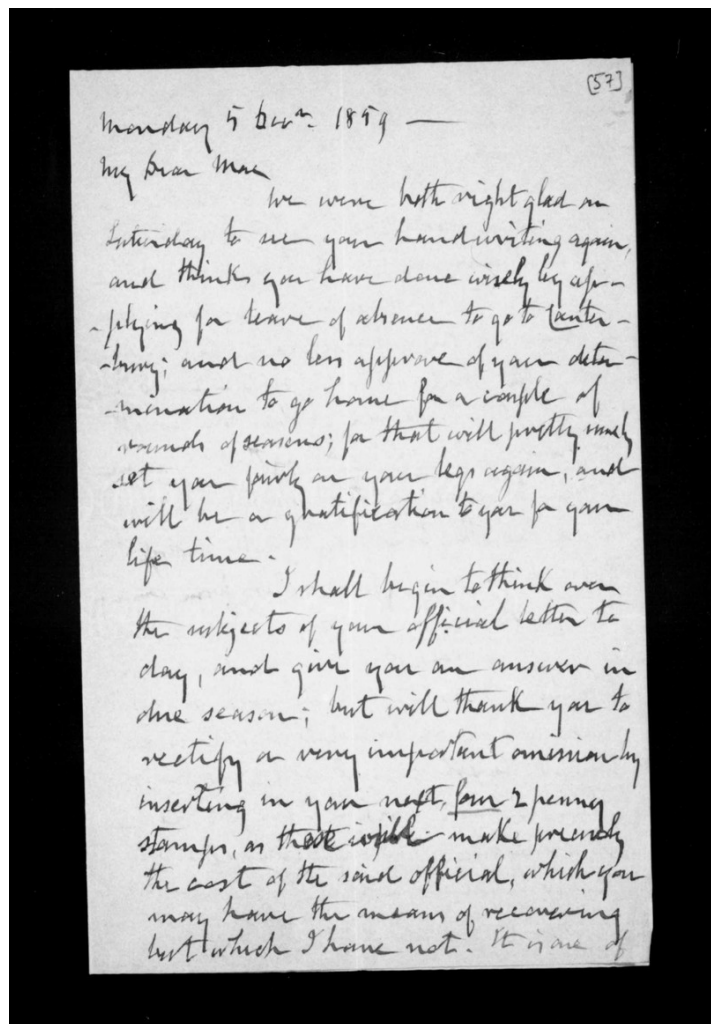 [57]
Monday 5 Decr. 1859 —
My Dear Mac
We were both right glad on
Saturday to see your handwriting again,
and thinks you have done wisely by ap-
-plying for leave of absence to go to Canter-
-bury; and no less approve of your deter-
-mination to go home for a couple of
rounds of seasons; for that will pretty surely
set you firmly on your legs again, and
will be a gratification to you for your
life time.
I shall begin to think over
the subjects of your official letter to
day, and give you an answer in
due season; but will thank you to
rectify a very important omission by
inserting in your next, four 2 penny
stamps, as these will make precisely
the cost of the said official, which you
may have the means of recovering
but which I have not. It is one of